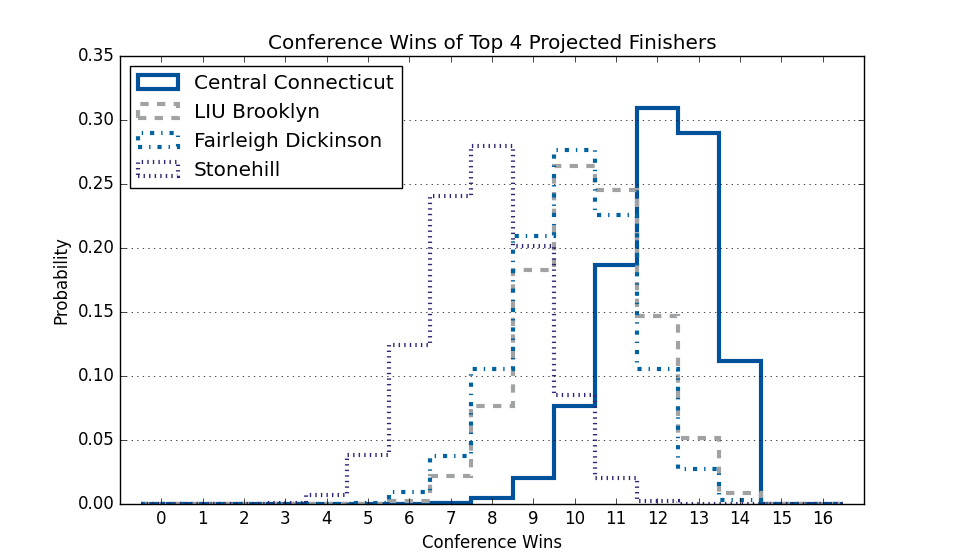 Conference Wins of Top 4 Projected Finishers
0.35
0.30
0.25
0.20
0.15
0.10
0.05
0.00
Probability
Central Connecticut
LIU Brooklyn
Fairleigh Dickinson
Stonehill
0 1 2 3 4 5 6 7 8 9 10 11 12 13 14 15 16
Conference Wins